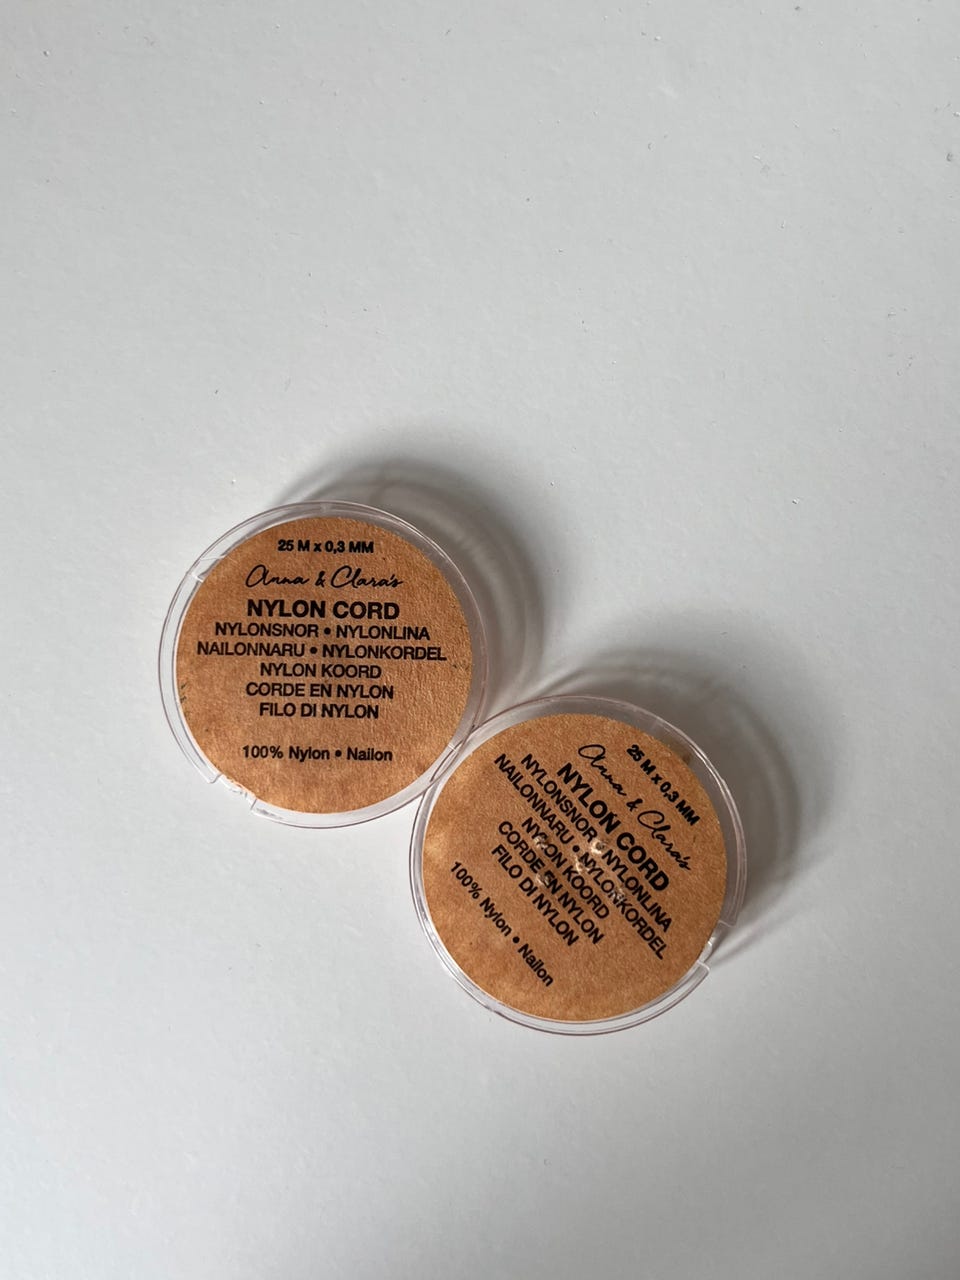 25 M x 0,3 MM
Anna & Clara's
NYLON CORD
NYLONSNOR • NYLONLINA
NAILONNARU • NYLONKORDEL
NYLON KOORD
CORDE EN NYLON
FILO DI NYLON
100% Nylon • Nailon
25 M x 0,3 MM
Anna & Clara's
NYLON CORD
NYLONSNOR • NYLONLINA
NAILONNARU • NYLONKORDEL
NYLON KOORD
CORDE EN NYLON
FILO DI NYLON
100% Nylon • Nailon